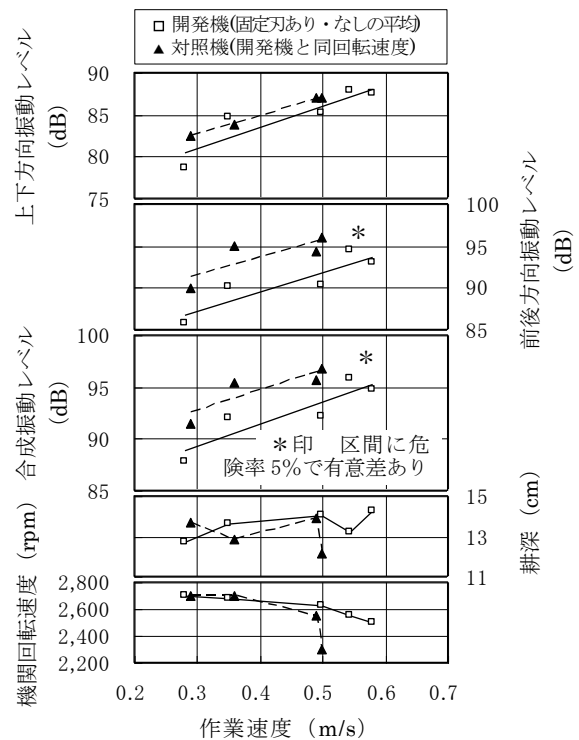 □ 開発機(固定刃あり・なしの平均)
▲ 対照機(開発機と同回転速度)
上下方向振動レベル
(dB)
90
85
80
75
前後方向振動レベル
(dB)
100
95
90
85
*
合成振動レベル
(dB)
100
95
90
85
*
*印 区間に危
険率 5%で有意差あり
耕深 (cm)
15
13
11
機関回転速度 (rpm)
2,800
2,600
2,400
2,200
0.2 0.3 0.4 0.5 0.6 0.7
作業速度 (m/s)